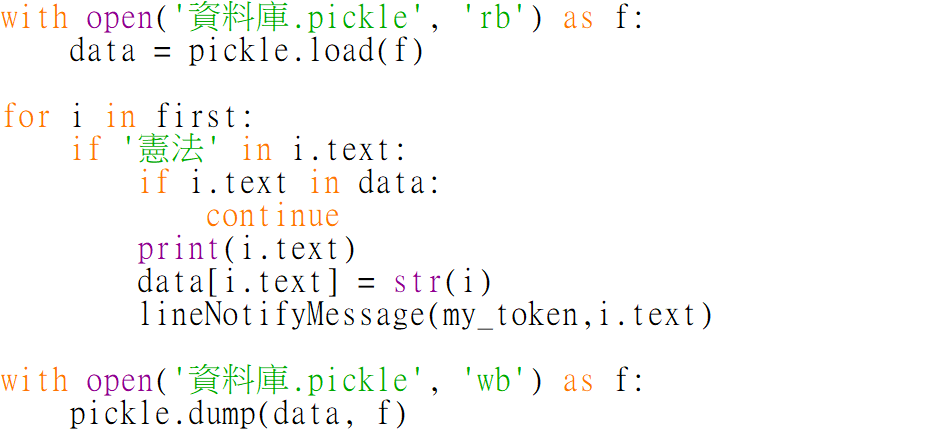 with open('資料庫.pickle', 'rb') as f:
    data = pickle.load(f)

for i in first:
    if '憲法' in i.text:
        if i.text in data:
            continue
        print(i.text)
        data[i.text] = str(i)
        lineNotifyMessage(my_token,i.text)

with open('資料庫.pickle', 'wb') as f:
    pickle.dump(data, f)